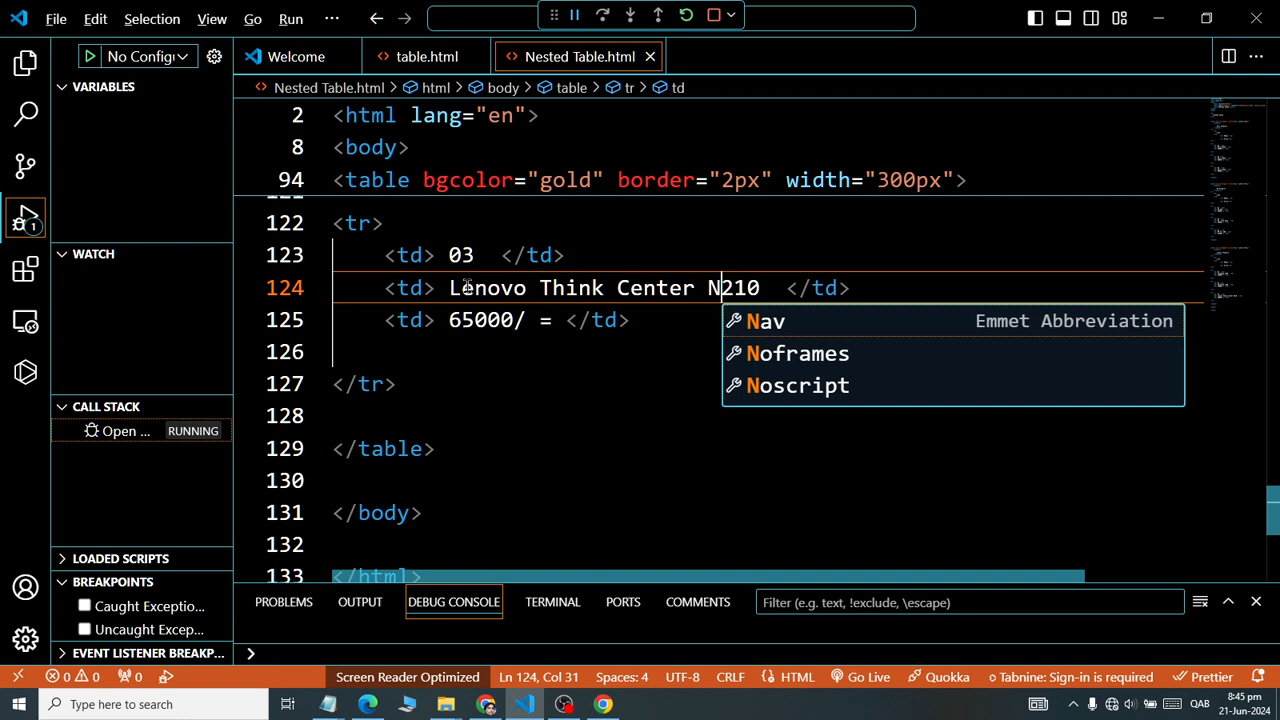 File Edit Selection View Go Run ···
No Config
Welcome table.html Nested Table.html
Nested Table.html html body table tr td
VARIABLES
WATCH
CALL STACK
Open ... RUNNING
LOADED SCRIPTS
BREAKPOINTS
Caught Exceptio...
Uncaught Excep...
EVENT LISTENER BREAKP...
2 <html lang="en">
8 <body>
94 <table bgcolor="gold" border="2px" width="300px">
122 <tr>
123 <td> 03 </td>
124 <td> Lenovo Think Center N210 </td>
125 <td> 65000/ = </td>
126
127 </tr>
128
129 </table>
130
131 </body>
132
133 </html>
Nav Emmet Abbreviation
Noframes
Noscript
PROBLEMS OUTPUT DEBUG CONSOLE TERMINAL PORTS COMMENTS Filter (e.g. text, !exclude, \escape)
0 0 0 Screen Reader Optimized Ln 124, Col 31 Spaces: 4 UTF-8 CRLF HTML Go Live Quokka Tabnine: Sign-in is required Prettier
Type here to search
QAB
8:45 pm
21-Jun-2024